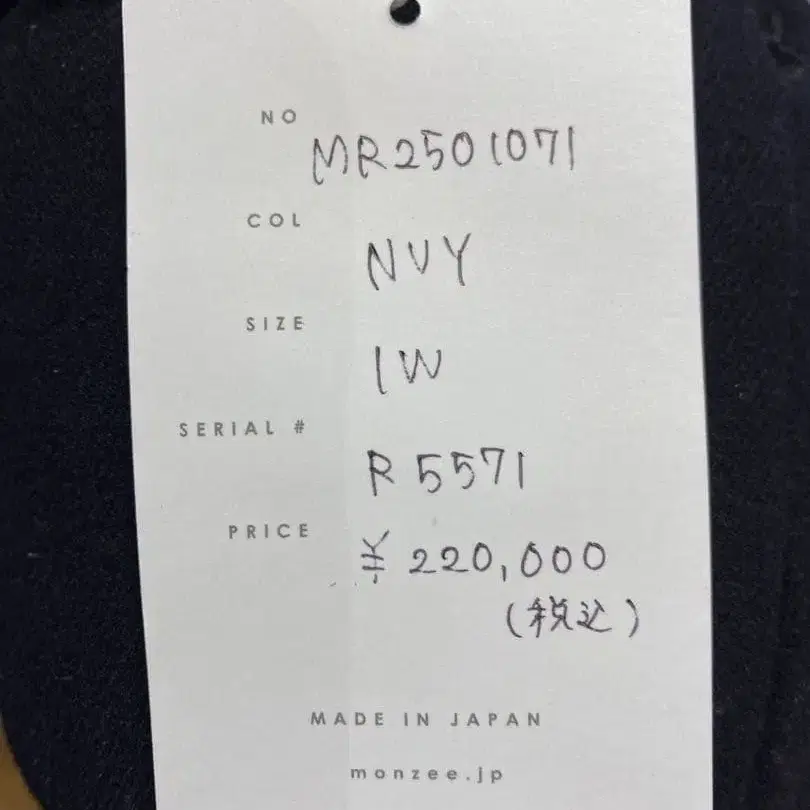 NO
MR2501071
COL
NVY
SIZE
1W
SERIAL #
R5571
PRICE
¥220,000
(税込)
MADE IN JAPAN
monzee.jp